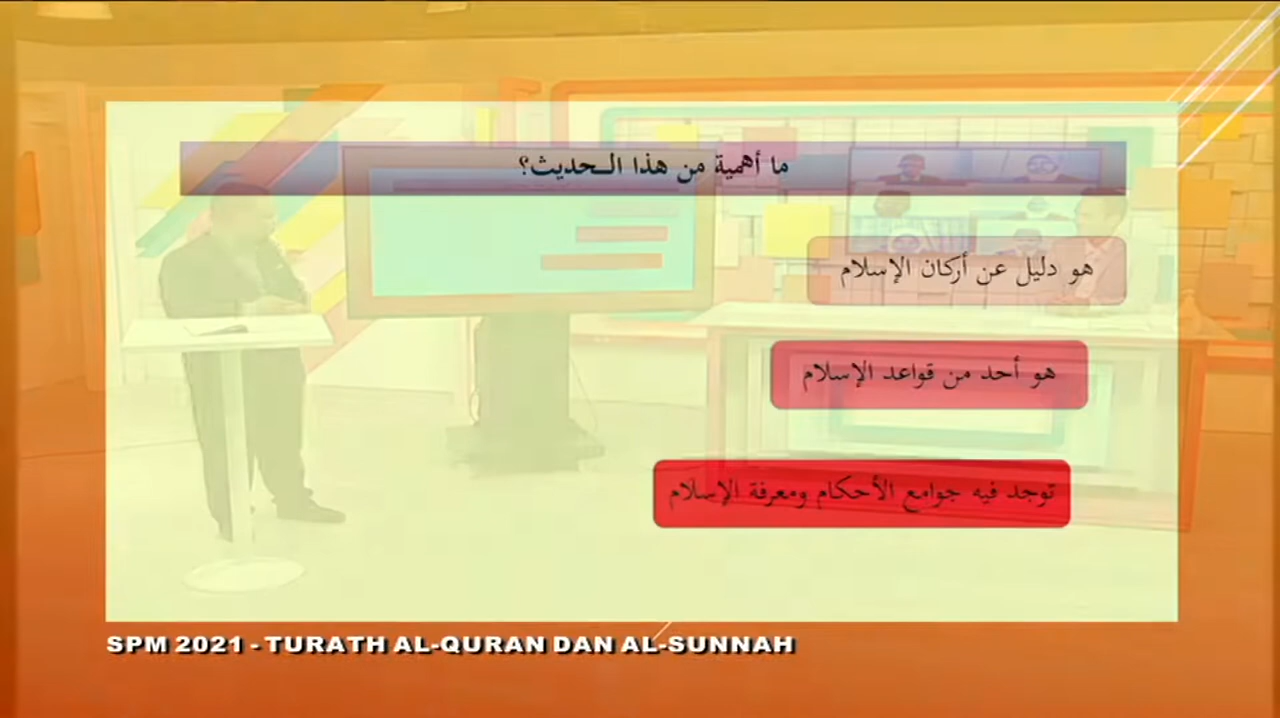 ما أهمية من هذا الـحديث؟
هو دليل عن أركان الإسلام
هو أحد من قواعد الإسلام
توجد فيه جوامع الأحكام ومعرفة الإسلام
SPM 2021 - TURATH AL-QURAN DAN AL-SUNNAH